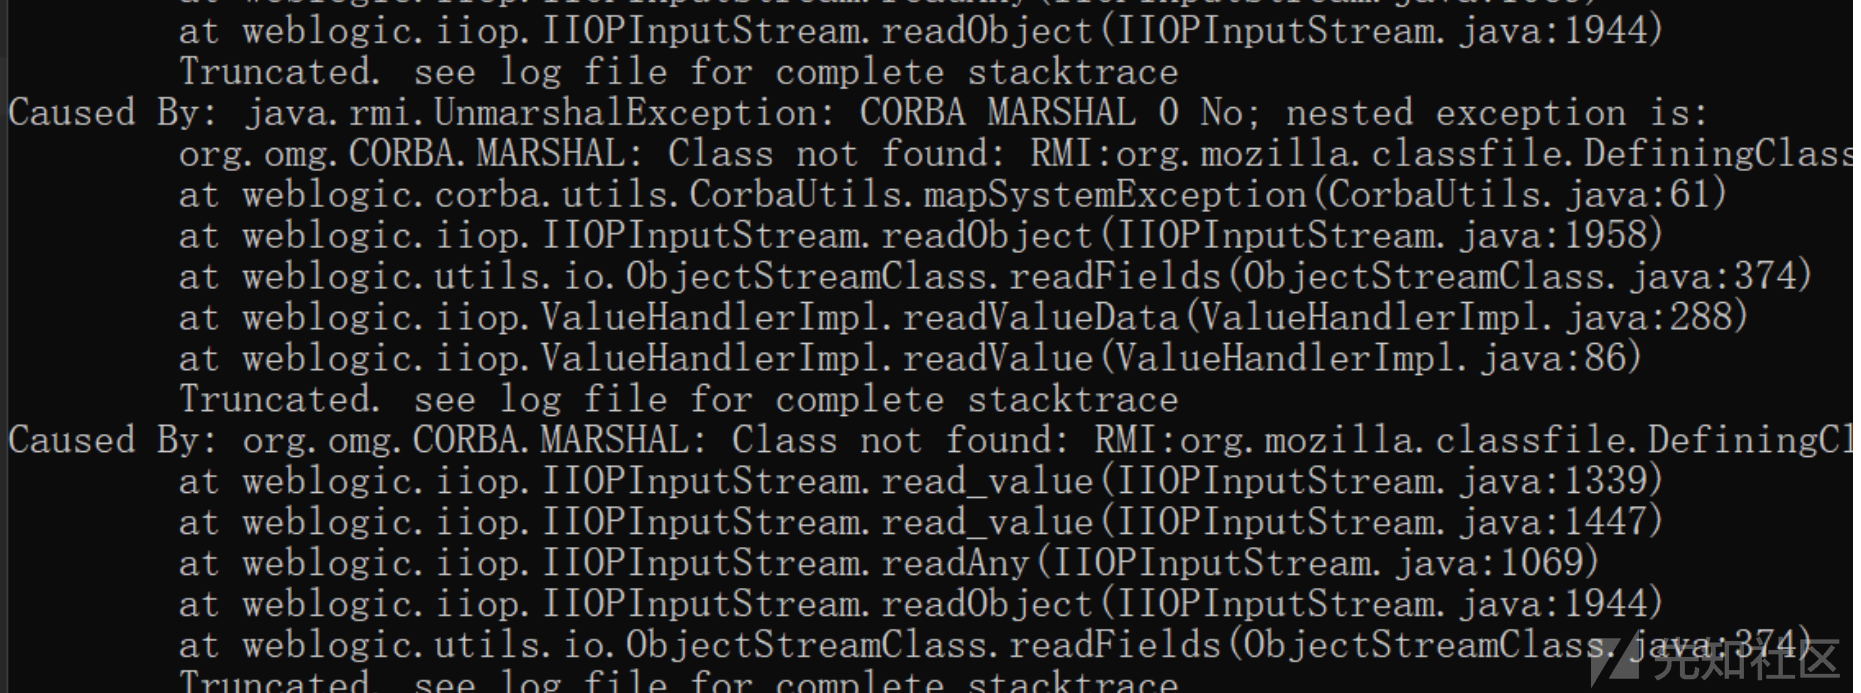 at weblogic.iiop.IIOPInputStream.readAny(IIOPInputStream.java:1069)
at weblogic.iiop.IIOPInputStream.readObject(IIOPInputStream.java:1944)
Truncated. see log file for complete stacktrace
Caused By: java.rmi.UnmarshalException: CORBA MARSHAL 0 No; nested exception is:
org.omg.CORBA.MARSHAL: Class not found: RMI:org.mozilla.classfile.DefiningClass
at weblogic.corba.utils.CorbaUtils.mapSystemException(CorbaUtils.java:61)
at weblogic.iiop.IIOPInputStream.readObject(IIOPInputStream.java:1958)
at weblogic.utils.io.ObjectStreamClass.readFields(ObjectStreamClass.java:374)
at weblogic.iiop.ValueHandlerImpl.readValueData(ValueHandlerImpl.java:288)
at weblogic.iiop.ValueHandlerImpl.readValue(ValueHandlerImpl.java:86)
Truncated. see log file for complete stacktrace
Caused By: org.omg.CORBA.MARSHAL: Class not found: RMI:org.mozilla.classfile.DefiningCl
at weblogic.iiop.IIOPInputStream.read_value(IIOPInputStream.java:1339)
at weblogic.iiop.IIOPInputStream.read_value(IIOPInputStream.java:1447)
at weblogic.iiop.IIOPInputStream.readAny(IIOPInputStream.java:1069)
at weblogic.iiop.IIOPInputStream.readObject(IIOPInputStream.java:1944)
at weblogic.utils.io.ObjectStreamClass.readFields(ObjectStreamClass.java:374)
Truncated. see log file for complete stacktrace
先知社区